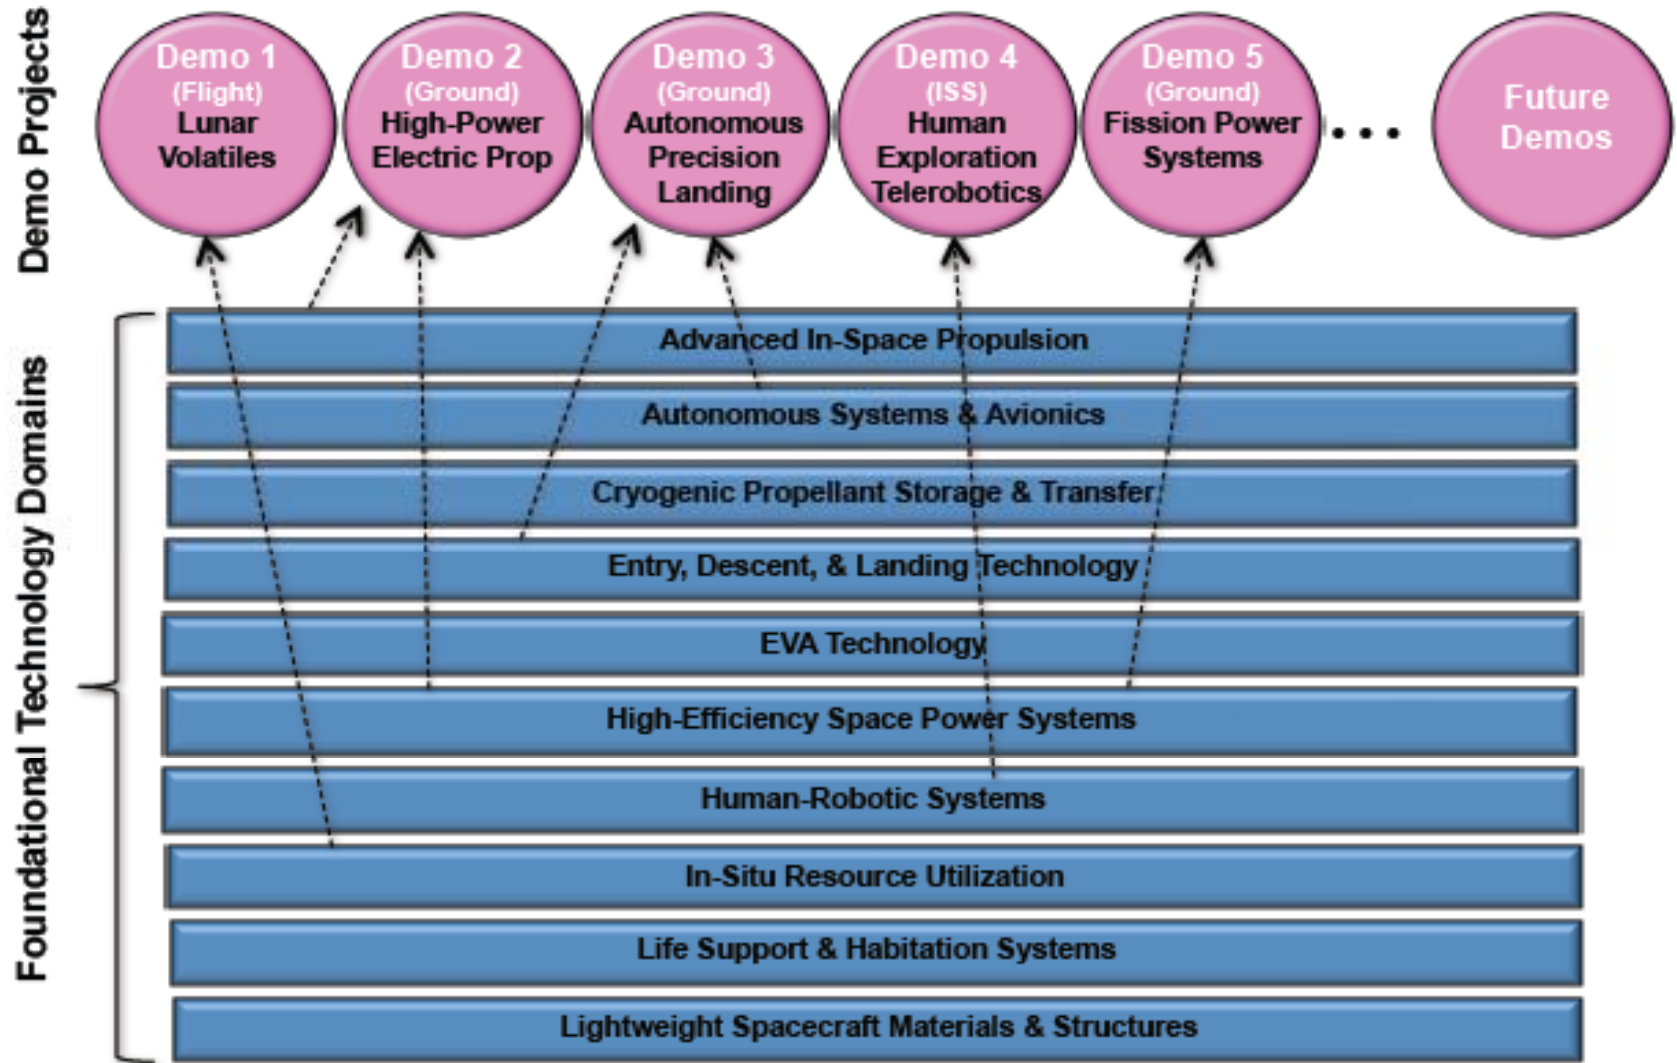 Demo Projects
Demo 1
(Flight)
Lunar
Volatiles
Demo 2
(Ground)
High-Power
Electric Prop
Demo 3
(Ground)
Autonomous
Precision
Landing
Demo 4
(ISS)
Human
Exploration
Telerobotics
Demo 5
(Ground)
Fission Power
Systems
...
Future
Demos
Foundational Technology Domains
Advanced In-Space Propulsion
Autonomous Systems & Avionics
Cryogenic Propellant Storage & Transfer
Entry, Descent, & Landing Technology
EVA Technology
High-Efficiency Space Power Systems
Human-Robotic Systems
In-Situ Resource Utilization
Life Support & Habitation Systems
Lightweight Spacecraft Materials & Structures